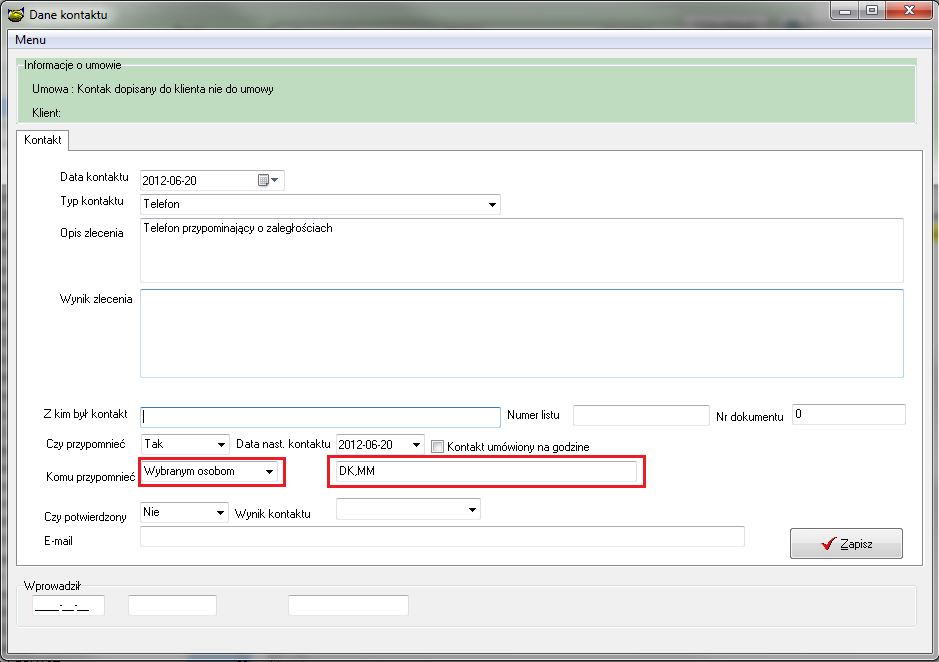 Dane kontaktu
Menu
Informacje o umowie
Umowa : Kontak dopisany do klienta nie do umowy
Klient:
Kontakt
Data kontaktu 2012-06-20
Typ kontaktu Telefon
Opis zlecenia Telefon przypominający o zaległościach
Wynik zlecenia
Z kim był kontakt Numer listu Nr dokumentu 0
Czy przypomnieć Tak Data nast. kontaktu 2012-06-20 Kontakt umówiony na godzine
Komu przypomnieć Wybranym osobom DK,MM
Czy potwierdzony Nie Wynik kontaktu
E-mail
Zapisz
Wprowadził
____-__-__